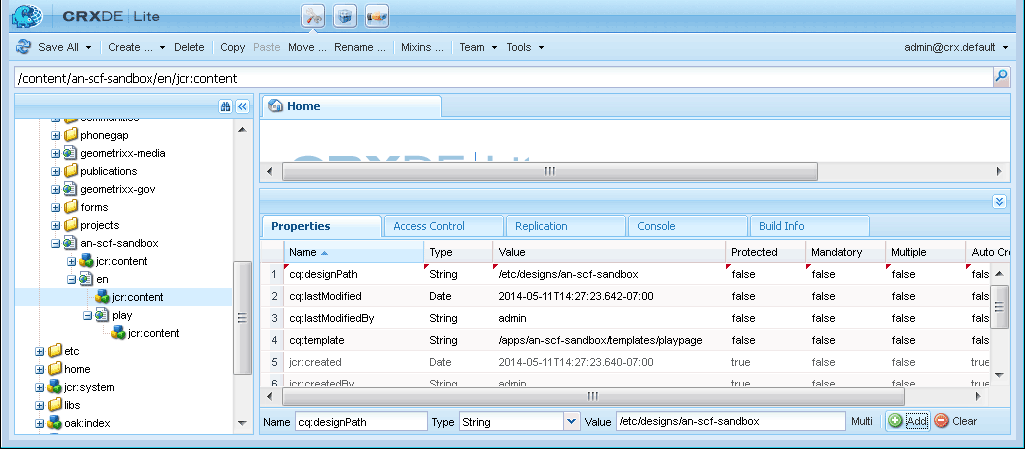 CRXDE | Lite
Save All Create ... Delete Copy Paste Move ... Rename ... Mixins ... Team Tools admin@crx.default
/content/an-scf-sandbox/en/jcr:content
communities
phonegap
geometrixx-media
publications
geometrixx-gov
forms
projects
an-scf-sandbox
jcr:content
en
jcr:content
play
jcr:content
etc
home
jcr:system
libs
oak:index
Home
CRXDE | Lite
Properties Access Control Replication Console Build Info
Name Type Value Protected Mandatory Multiple Auto Cre
1 cq:designPath String /etc/designs/an-scf-sandbox false false false fals
2 cq:lastModified Date 2014-05-11T14:27:23.642-07:00 false false false fals
3 cq:lastModifiedBy String admin false false false fals
4 cq:template String /apps/an-scf-sandbox/templates/playpage false false false fals
5 jcr:created Date 2014-05-11T14:27:23.640-07:00 true false false fals
6 jcr:createdBy String admin true false false fals
Name cq:designPath Type String Value /etc/designs/an-scf-sandbox Multi Add Clear